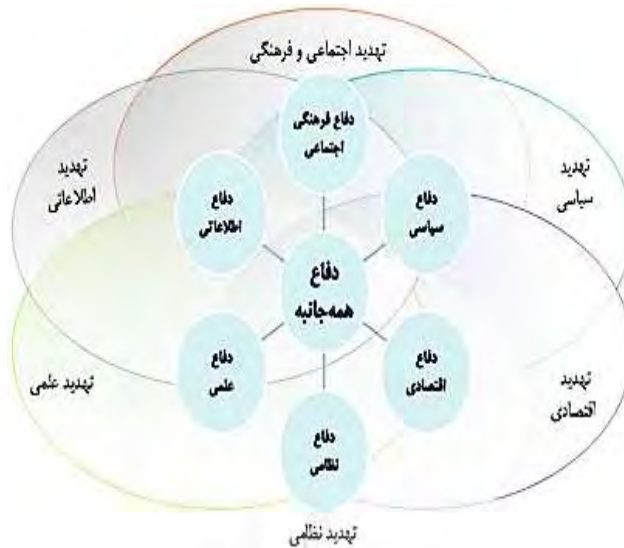 تهدید اجتماعی و فرهنگی
دفاع فرهنگی
اجتماعی
تهدید
سیاسی
تهدید
اطلاعاتی
دفاع
سیاسی
دفاع
اطلاعاتی
دفاع
همه‌جانبه
دفاع
اقتصادی
دفاع
علمی
تهدید
اقتصادی
تهدید علمی
دفاع
نظامی
تهدید نظامی